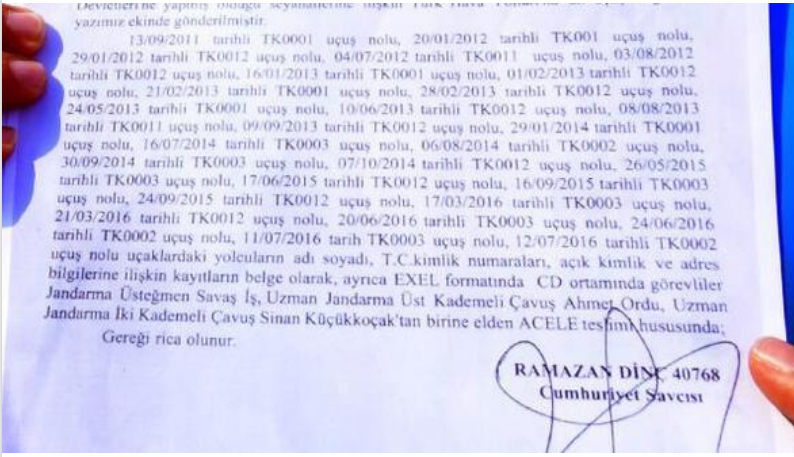 Devletleri'ne yapmış olduğu seyahatlerine ilişkin Türk Hava
yazımız ekinde gönderilmiştir.
13/09/2011 tarihli TK0001 uçuş nolu, 20/01/2012 tarihli TK001 uçuş nolu,
29/01/2012 tarihli TK0012 uçuş nolu, 04/07/2012 tarihli TK0011 uçuş nolu, 03/08/2012
tarihli TK0012 uçuş nolu, 16/01/2013 tarihli TK0001 uçuş nolu, 01/02/2013 tarihli TK0012
uçuş nolu, 21/02/2013 tarihli TK0001 uçuş nolu, 28/02/2013 tarihli TK0012 uçuş nolu,
24/05/2013 tarihli TK0001 uçuş nolu, 10/06/2013 tarihli TK0012 uçuş nolu, 08/08/2013
tarihli TK0011 uçuş nolu, 09/09/2013 tarihli TK0012 uçuş nolu, 29/01/2014 tarihli TK0001
uçuş nolu, 16/07/2014 tarihli TK0003 uçuş nolu, 06/08/2014 tarihli TK0002 uçuş nolu,
30/09/2014 tarihli TK0003 uçuş nolu, 07/10/2014 tarihli TK0012 uçuş nolu, 26/05/2015
tarihli TK0003 uçuş nolu, 17/06/2015 tarihli TK0012 uçuş nolu, 16/09/2015 tarihli TK0003
uçuş nolu, 24/09/2015 tarihli TK0012 uçuş nolu, 17/03/2016 tarihli TK0003 uçuş nolu,
21/03/2016 tarihli TK0012 uçuş nolu, 20/06/2016 tarihli TK0003 uçuş nolu, 24/06/2016
tarihli TK0002 uçuş nolu, 11/07/2016 tarih TK0003 uçuş nolu, 12/07/2016 tarihli TK0002
uçuş nolu uçaklardaki yolcuların adı soyadı, T.C.kimlik numaraları, açık kimlik ve adres
bilgilerine ilişkin kayıtların belge olarak, ayrıca EXEL formatında CD ortamında görevliler
Jandarma Üsteğmen Savaş İş, Uzman Jandarma Üst Kademeli Çavuş Ahmet Ordu, Uzman
Jandarma İki Kademeli Çavuş Sinan Küçükkoçak'tan birine elden ACELE teslimi hususunda;
Gereği rica olunur.
RAMAZAN DİNÇ 40768
Cumhuriyet Savcısı